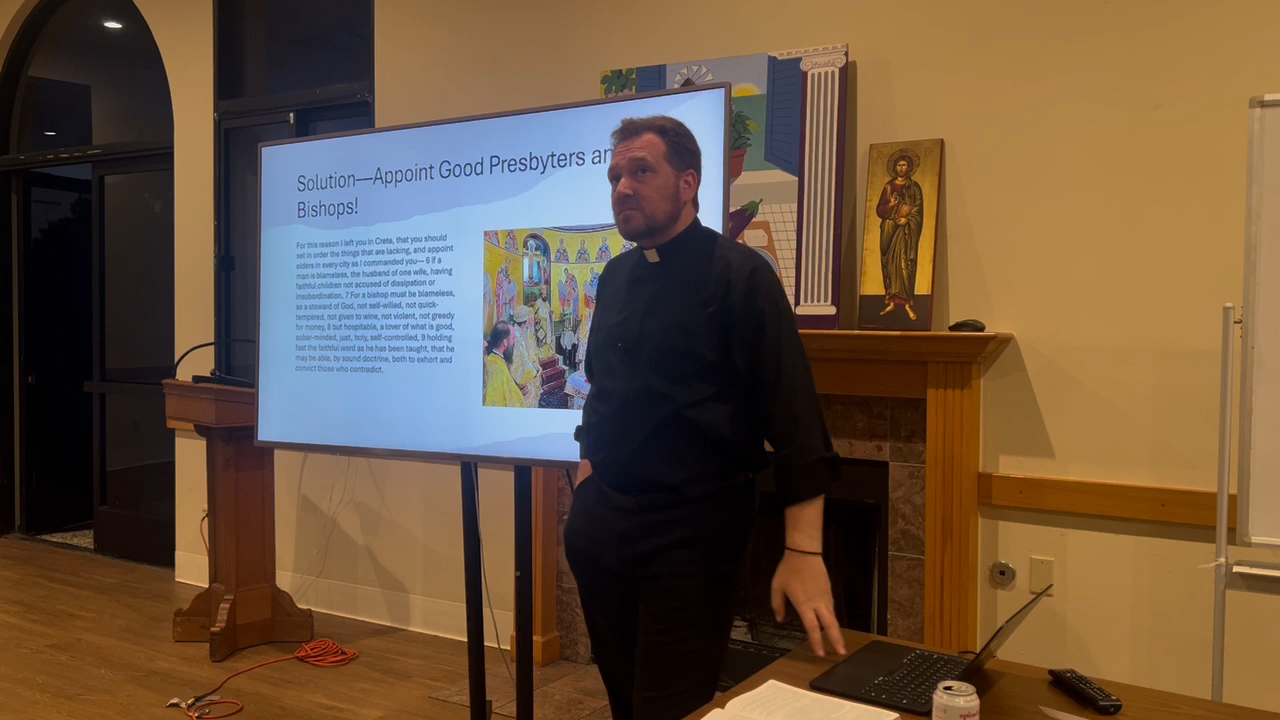 Solution—Appoint Good Presbyters an
Bishops!
For this reason I left you in Crete, that you should
set in order the things that are lacking, and appoint
elders in every city as I commanded you— 6 if a
man is blameless, the husband of one wife, having
faithful children not accused of dissipation or
insubordination. 7 For a bishop must be blameless,
as a steward of God, not self-willed, not quick-
tempered, not given to wine, not violent, not greedy
for money, 8 but hospitable, a lover of what is good,
sober-minded, just, holy, self-controlled, 9 holding
fast the faithful word as he has been taught, that he
may be able, by sound doctrine, both to exhort and
convict those who contradict.